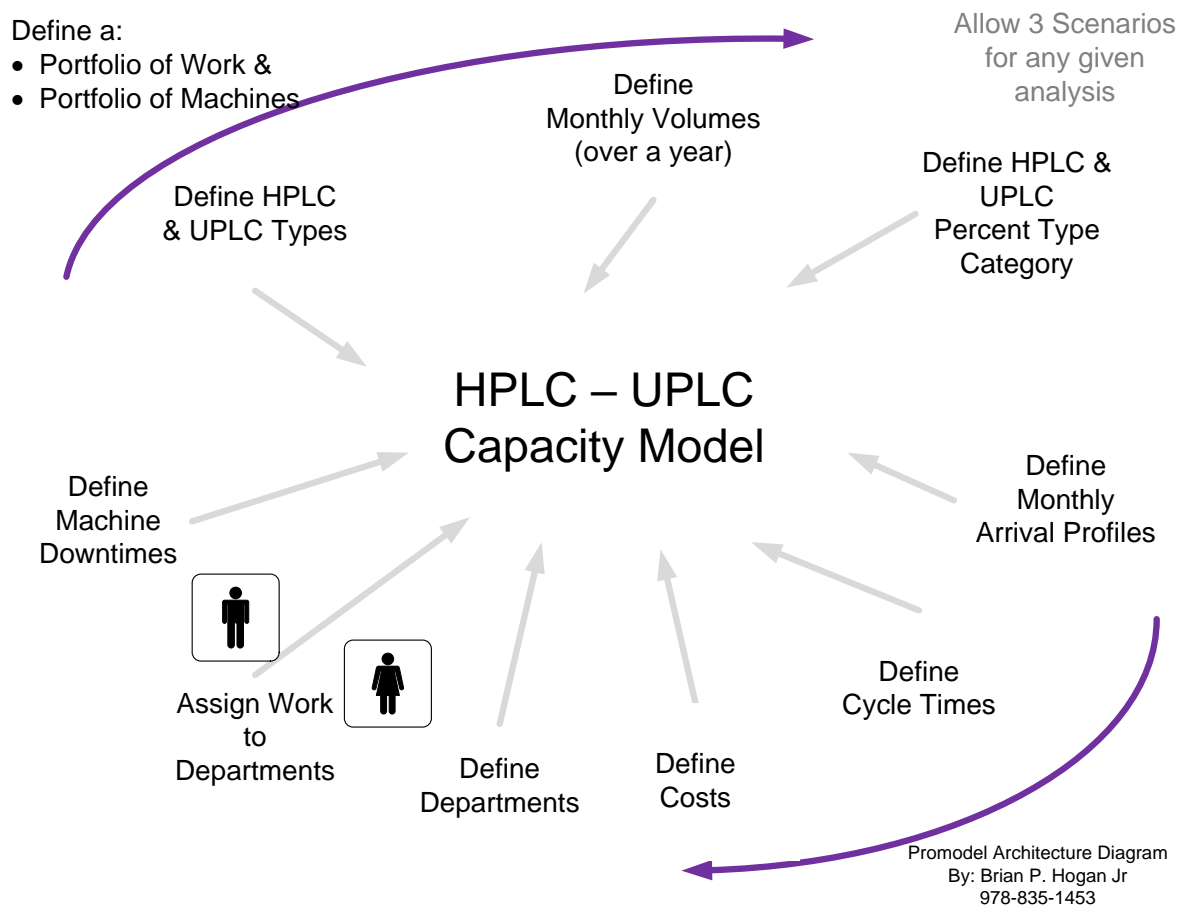 Define a:
• Portfolio of Work &
• Portfolio of Machines
Allow 3 Scenarios
for any given
analysis
Define
Monthly Volumes
(over a year)
Define HPLC &
UPLC
Percent Type
Category
Define HPLC
& UPLC Types
HPLC – UPLC
Capacity Model
Define
Machine
Downtimes
Define
Monthly
Arrival Profiles
Assign Work
to
Departments
Define
Departments
Define
Costs
Define
Cycle Times
Promodel Architecture Diagram
By: Brian P. Hogan Jr
978-835-1453